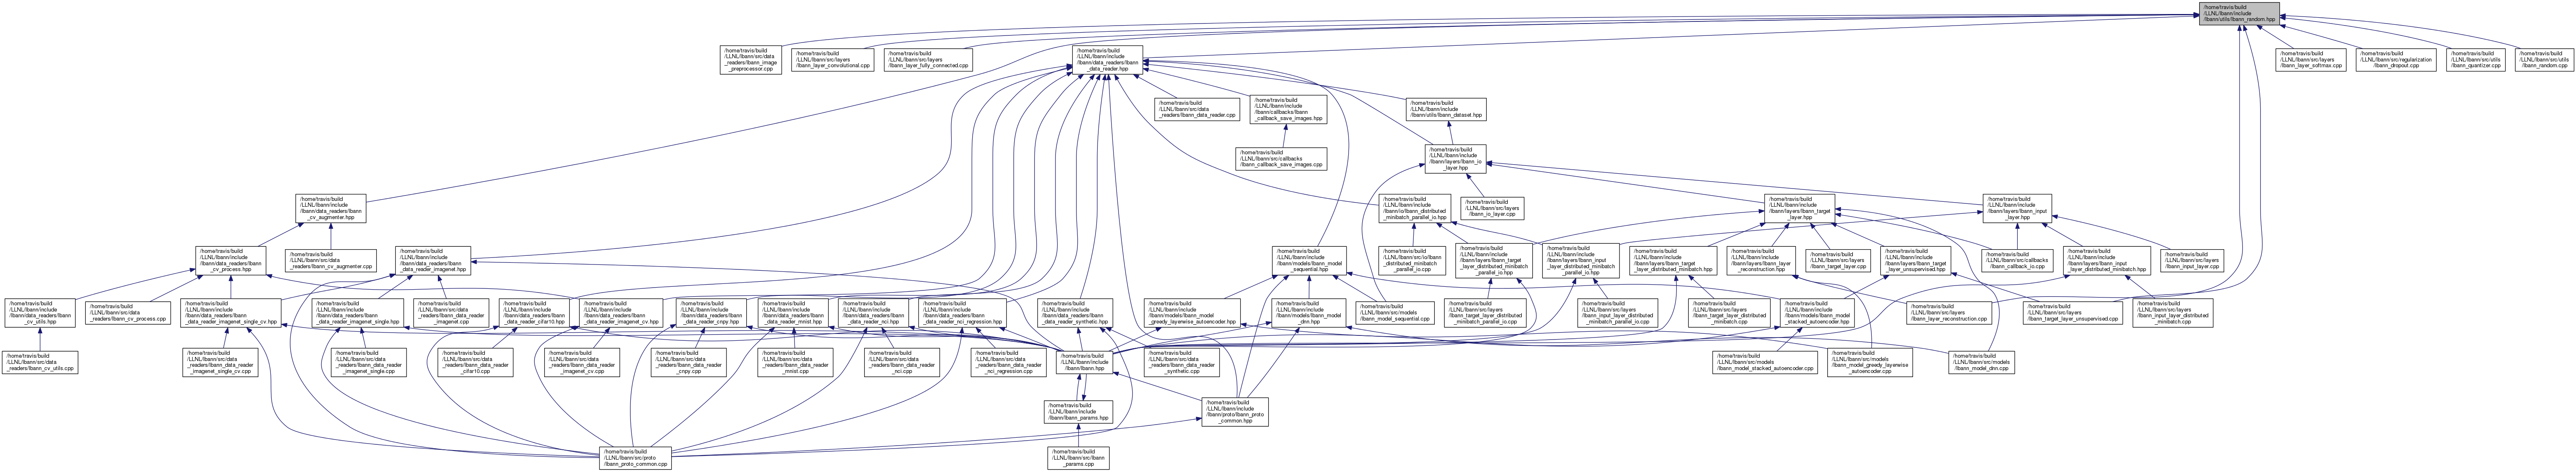 /home/travis/build
/LLNL/lbann/include
/lbann/utils/lbann_random.hpp
/home/travis/build
/LLNL/lbann/src/data
_readers/lbann_image
_preprocessor.cpp
/home/travis/build
/LLNL/lbann/src/layers
/lbann_layer_convolutional.cpp
/home/travis/build
/LLNL/lbann/src/layers
/lbann_layer_fully_connected.cpp
/home/travis/build
/LLNL/lbann/include
/lbann/data_readers/lbann
_data_reader.hpp
/home/travis/build
/LLNL/lbann/src/layers
/lbann_layer_softmax.cpp
/home/travis/build
/LLNL/lbann/src/regularization
/lbann_dropout.cpp
/home/travis/build
/LLNL/lbann/src/utils
/lbann_quantizer.cpp
/home/travis/build
/LLNL/lbann/src/utils
/lbann_random.cpp
/home/travis/build
/LLNL/lbann/src/data
_readers/lbann_data_reader.cpp
/home/travis/build
/LLNL/lbann/include
/lbann/callbacks/lbann
_callback_save_images.hpp
/home/travis/build
/LLNL/lbann/include
/lbann/utils/lbann_dataset.hpp
/home/travis/build
/LLNL/lbann/src/callbacks
/lbann_callback_save_images.cpp
/home/travis/build
/LLNL/lbann/include
/lbann/layers/lbann_io
_layer.hpp
/home/travis/build
/LLNL/lbann/include
/lbann/data_readers/lbann
_cv_augmenter.hpp
/home/travis/build
/LLNL/lbann/include
/lbann/io/lbann_distributed
_minibatch_parallel_io.hpp
/home/travis/build
/LLNL/lbann/src/layers
/lbann_io_layer.cpp
/home/travis/build
/LLNL/lbann/include
/lbann/layers/lbann_target
_layer.hpp
/home/travis/build
/LLNL/lbann/include
/lbann/layers/lbann_input
_layer.hpp
/home/travis/build
/LLNL/lbann/include
/lbann/data_readers/lbann
_cv_process.hpp
/home/travis/build
/LLNL/lbann/src/data
_readers/lbann_cv_augmenter.cpp
/home/travis/build
/LLNL/lbann/include
/lbann/data_readers/lbann
_data_reader_imagenet.hpp
/home/travis/build
/LLNL/lbann/include
/lbann/models/lbann_model
_sequential.hpp
/home/travis/build
/LLNL/lbann/src/io/lbann
_distributed_minibatch
_parallel_io.cpp
/home/travis/build
/LLNL/lbann/include
/lbann/layers/lbann_target
_layer_distributed_minibatch
_parallel_io.hpp
/home/travis/build
/LLNL/lbann/include
/lbann/layers/lbann_input
_layer_distributed_minibatch
_parallel_io.hpp
/home/travis/build
/LLNL/lbann/include
/lbann/layers/lbann_target
_layer_distributed_minibatch.hpp
/home/travis/build
/LLNL/lbann/include
/lbann/layers/lbann_layer
_reconstruction.hpp
/home/travis/build
/LLNL/lbann/src/layers
/lbann_target_layer.cpp
/home/travis/build
/LLNL/lbann/include
/lbann/layers/lbann_target
_layer_unsupervised.hpp
/home/travis/build
/LLNL/lbann/src/callbacks
/lbann_callback_io.cpp
/home/travis/build
/LLNL/lbann/include
/lbann/layers/lbann_input
_layer_distributed_minibatch.hpp
/home/travis/build
/LLNL/lbann/src/layers
/lbann_input_layer.cpp
/home/travis/build
/LLNL/lbann/include
/lbann/data_readers/lbann
_cv_utils.hpp
/home/travis/build
/LLNL/lbann/src/data
_readers/lbann_cv_process.cpp
/home/travis/build
/LLNL/lbann/include
/lbann/data_readers/lbann
_data_reader_imagenet_single_cv.hpp
/home/travis/build
/LLNL/lbann/include
/lbann/data_readers/lbann
_data_reader_imagenet_single.hpp
/home/travis/build
/LLNL/lbann/src/data
_readers/lbann_data_reader
_imagenet.cpp
/home/travis/build
/LLNL/lbann/include
/lbann/data_readers/lbann
_data_reader_cifar10.hpp
/home/travis/build
/LLNL/lbann/include
/lbann/data_readers/lbann
_data_reader_imagenet_cv.hpp
/home/travis/build
/LLNL/lbann/include
/lbann/data_readers/lbann
_data_reader_cnpy.hpp
/home/travis/build
/LLNL/lbann/include
/lbann/data_readers/lbann
_data_reader_mnist.hpp
/home/travis/build
/LLNL/lbann/include
/lbann/data_readers/lbann
_data_reader_nci.hpp
/home/travis/build
/LLNL/lbann/include
/lbann/data_readers/lbann
_data_reader_nci_regression.hpp
/home/travis/build
/LLNL/lbann/include
/lbann/data_readers/lbann
_data_reader_synthetic.hpp
/home/travis/build
/LLNL/lbann/include
/lbann/models/lbann_model
_greedy_layerwise_autoencoder.hpp
/home/travis/build
/LLNL/lbann/include
/lbann/models/lbann_model
_dnn.hpp
/home/travis/build
/LLNL/lbann/src/models
/lbann_model_sequential.cpp
/home/travis/build
/LLNL/lbann/src/layers
/lbann_target_layer_distributed
_minibatch_parallel_io.cpp
/home/travis/build
/LLNL/lbann/src/layers
/lbann_input_layer_distributed
_minibatch_parallel_io.cpp
/home/travis/build
/LLNL/lbann/src/layers
/lbann_target_layer_distributed
_minibatch.cpp
/home/travis/build
/LLNL/lbann/include
/lbann/models/lbann_model
_stacked_autoencoder.hpp
/home/travis/build
/LLNL/lbann/src/layers
/lbann_layer_reconstruction.cpp
/home/travis/build
/LLNL/lbann/src/layers
/lbann_target_layer_unsupervised.cpp
/home/travis/build
/LLNL/lbann/src/layers
/lbann_input_layer_distributed
_minibatch.cpp
/home/travis/build
/LLNL/lbann/src/data
_readers/lbann_cv_utils.cpp
/home/travis/build
/LLNL/lbann/src/data
_readers/lbann_data_reader
_imagenet_single_cv.cpp
/home/travis/build
/LLNL/lbann/src/data
_readers/lbann_data_reader
_imagenet_single.cpp
/home/travis/build
/LLNL/lbann/src/data
_readers/lbann_data_reader
_cifar10.cpp
/home/travis/build
/LLNL/lbann/src/data
_readers/lbann_data_reader
_imagenet_cv.cpp
/home/travis/build
/LLNL/lbann/src/data
_readers/lbann_data_reader
_cnpy.cpp
/home/travis/build
/LLNL/lbann/src/data
_readers/lbann_data_reader
_mnist.cpp
/home/travis/build
/LLNL/lbann/src/data
_readers/lbann_data_reader
_nci.cpp
/home/travis/build
/LLNL/lbann/src/data
_readers/lbann_data_reader
_nci_regression.cpp
/home/travis/build
/LLNL/lbann/include
/lbann/lbann.hpp
/home/travis/build
/LLNL/lbann/src/data
_readers/lbann_data_reader
_synthetic.cpp
/home/travis/build
/LLNL/lbann/src/models
/lbann_model_stacked_autoencoder.cpp
/home/travis/build
/LLNL/lbann/src/models
/lbann_model_greedy_layerwise
_autoencoder.cpp
/home/travis/build
/LLNL/lbann/src/models
/lbann_model_dnn.cpp
/home/travis/build
/LLNL/lbann/include
/lbann/lbann_params.hpp
/home/travis/build
/LLNL/lbann/include
/lbann/proto/lbann_proto
_common.hpp
/home/travis/build
/LLNL/lbann/src/proto
/lbann_proto_common.cpp
/home/travis/build
/LLNL/lbann/src/lbann
_params.cpp